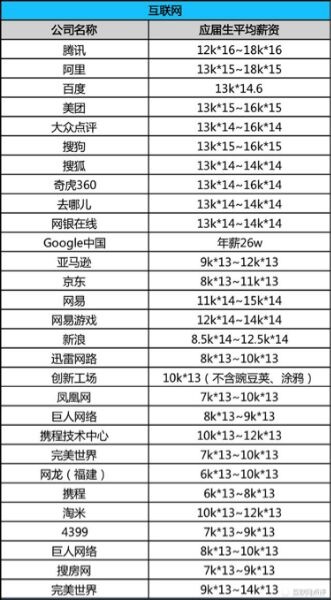 互联网
公司名称 应届生平均薪资
腾讯 12k*16~18k*16
阿里 13k*15~18k*15
百度 13k*14.6
美团 13k*15~16k*15
大众点评 13k*14~16k*14
搜狗 13k*15~16k*15
搜狐 13k*14~14k*14
奇虎360 13k*14~16k*14
去哪儿 13k*14~14k*14
网银在线 13k*14~14k*14
Google中国 年薪26w
亚马逊 9k*13~12k*13
京东 8k*13~11k*13
网易 11k*14~15k*14
网易游戏 12k*14~14k*14
新浪 8.5k*14~12.5k*14
迅雷网路 8k*13~10k*13
创新工场 10k*13（不含豌豆荚、涂鸦）
凤凰网 7k*13~10k*13
巨人网络 8k*13~9k*13
携程技术中心 10k*13~12k*13
完美世界 7k*13~10k*13
网龙（福建） 6k*13~10k*13
携程 6k*13~8k*13
淘米 10k*13~12k*13
4399 7k*13~9k*13
巨人网络 8k*13~10k*13
搜房网 7k*13~9k*13
完美世界 9k*13~14k*13
互联网点评